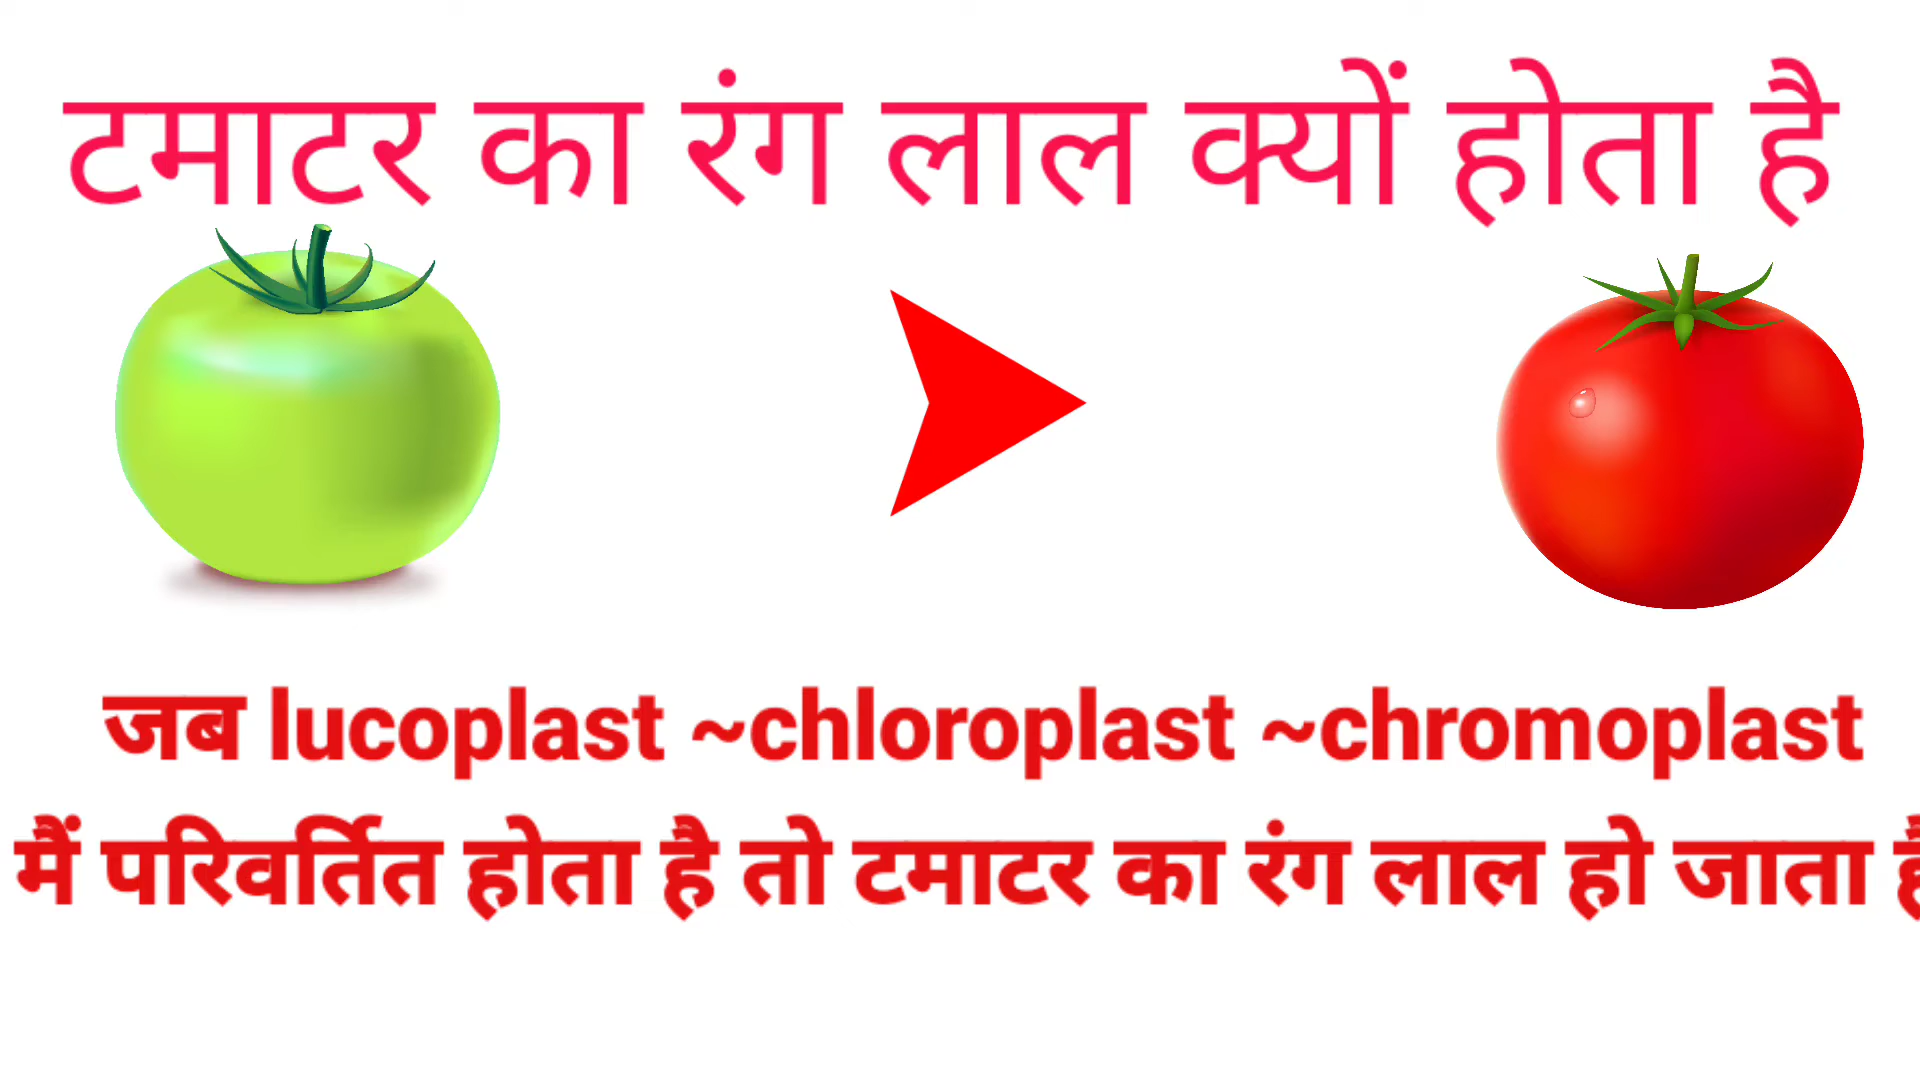 टमाटर का रंग लाल क्यों होता है
जब lucoplast ~chloroplast ~chromoplast
मैं परिवर्तित होता है तो टमाटर का रंग लाल हो जाता है